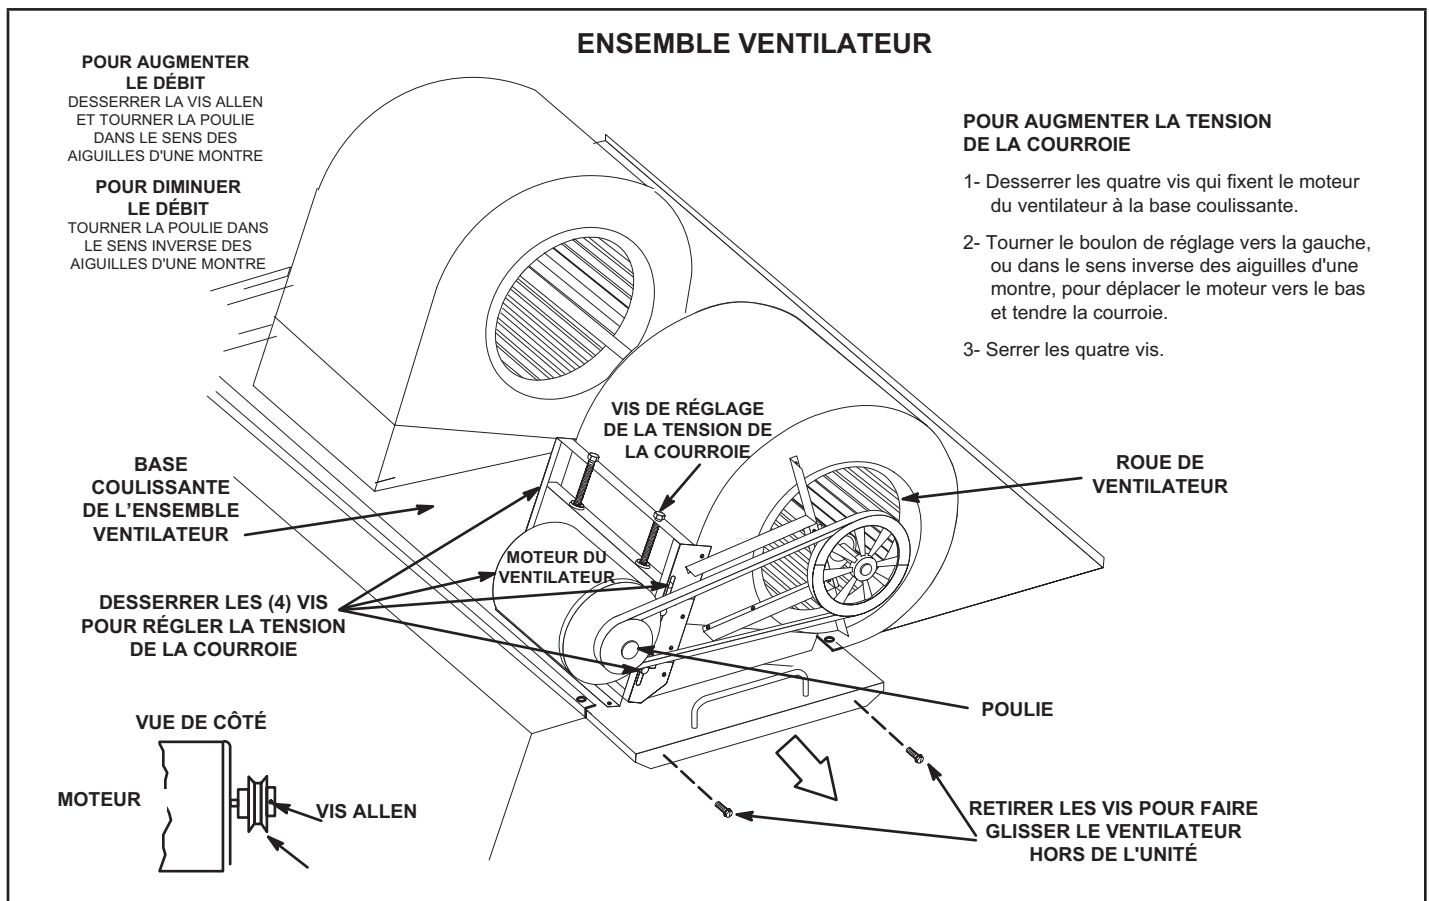 ENSEMBLE VENTILATEUR
POUR AUGMENTER
LE DÉBIT
DESSERRER LA VIS ALLEN
ET TOURNER LA POULIE
DANS LE SENS DES
AIGUILLES D'UNE MONTRE
POUR DIMINUER
LE DÉBIT
TOURNER LA POULIE DANS
LE SENS INVERSE DES
AIGUILLES D'UNE MONTRE
POUR AUGMENTER LA TENSION
DE LA COURROIE
1- Desserrer les quatre vis qui fixent le moteur
du ventilateur à la base coulissante.
2- Tourner le boulon de réglage vers la gauche,
ou dans le sens inverse des aiguilles d'une
montre, pour déplacer le moteur vers le bas
et tendre la courroie.
3- Serrer les quatre vis.
VIS DE RÉGLAGE
DE LA TENSION DE
LA COURROIE
BASE
COULISSANTE
DE L’ENSEMBLE
VENTILATEUR
ROUE DE
VENTILATEUR
MOTEUR DU
VENTILATEUR
DESSERRER LES (4) VIS
POUR RÉGLER LA TENSION
DE LA COURROIE
POULIE
VUE DE CÔTÉ
MOTEUR
VIS ALLEN
RETIRER LES VIS POUR FAIRE
GLISSER LE VENTILATEUR
HORS DE L'UNITÉ